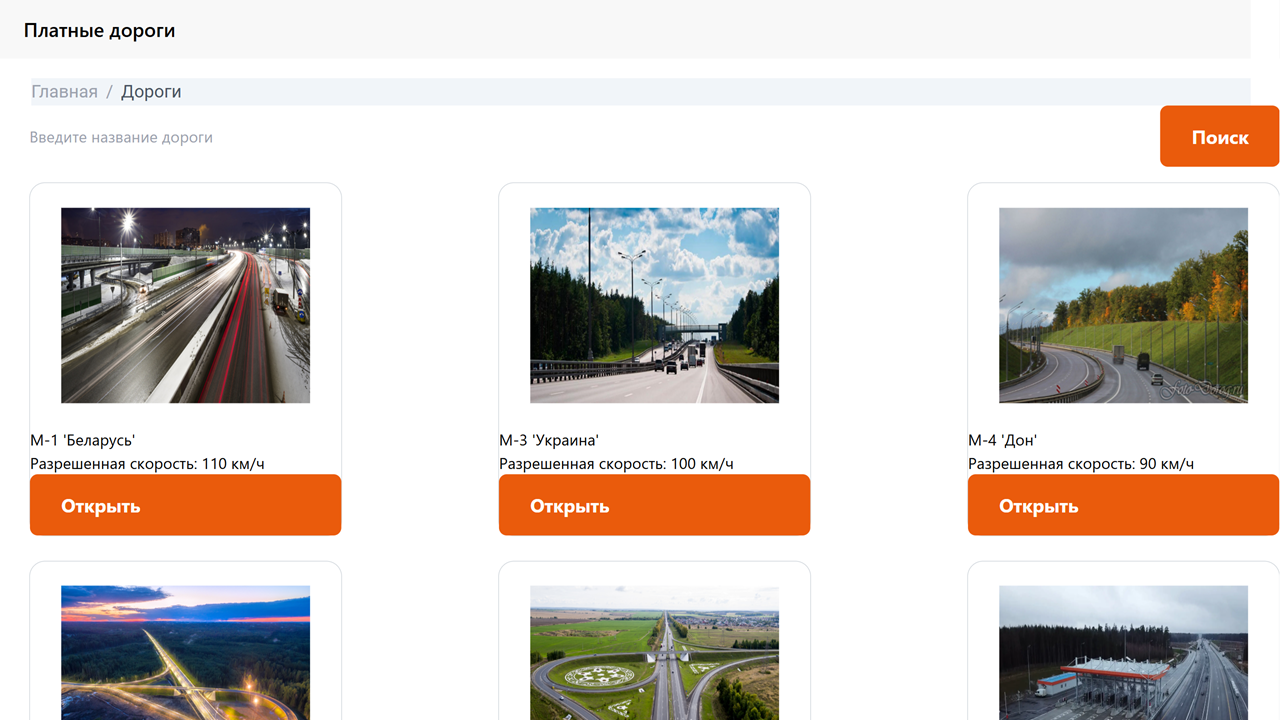 Платные дороги
Главная / Дороги
Введите название дороги
Поиск
М-1 'Беларусь'
Разрешенная скорость: 110 км/ч
Открыть
М-3 'Украина'
Разрешенная скорость: 100 км/ч
Открыть
М-4 'Дон'
Разрешенная скорость: 90 км/ч
Открыть